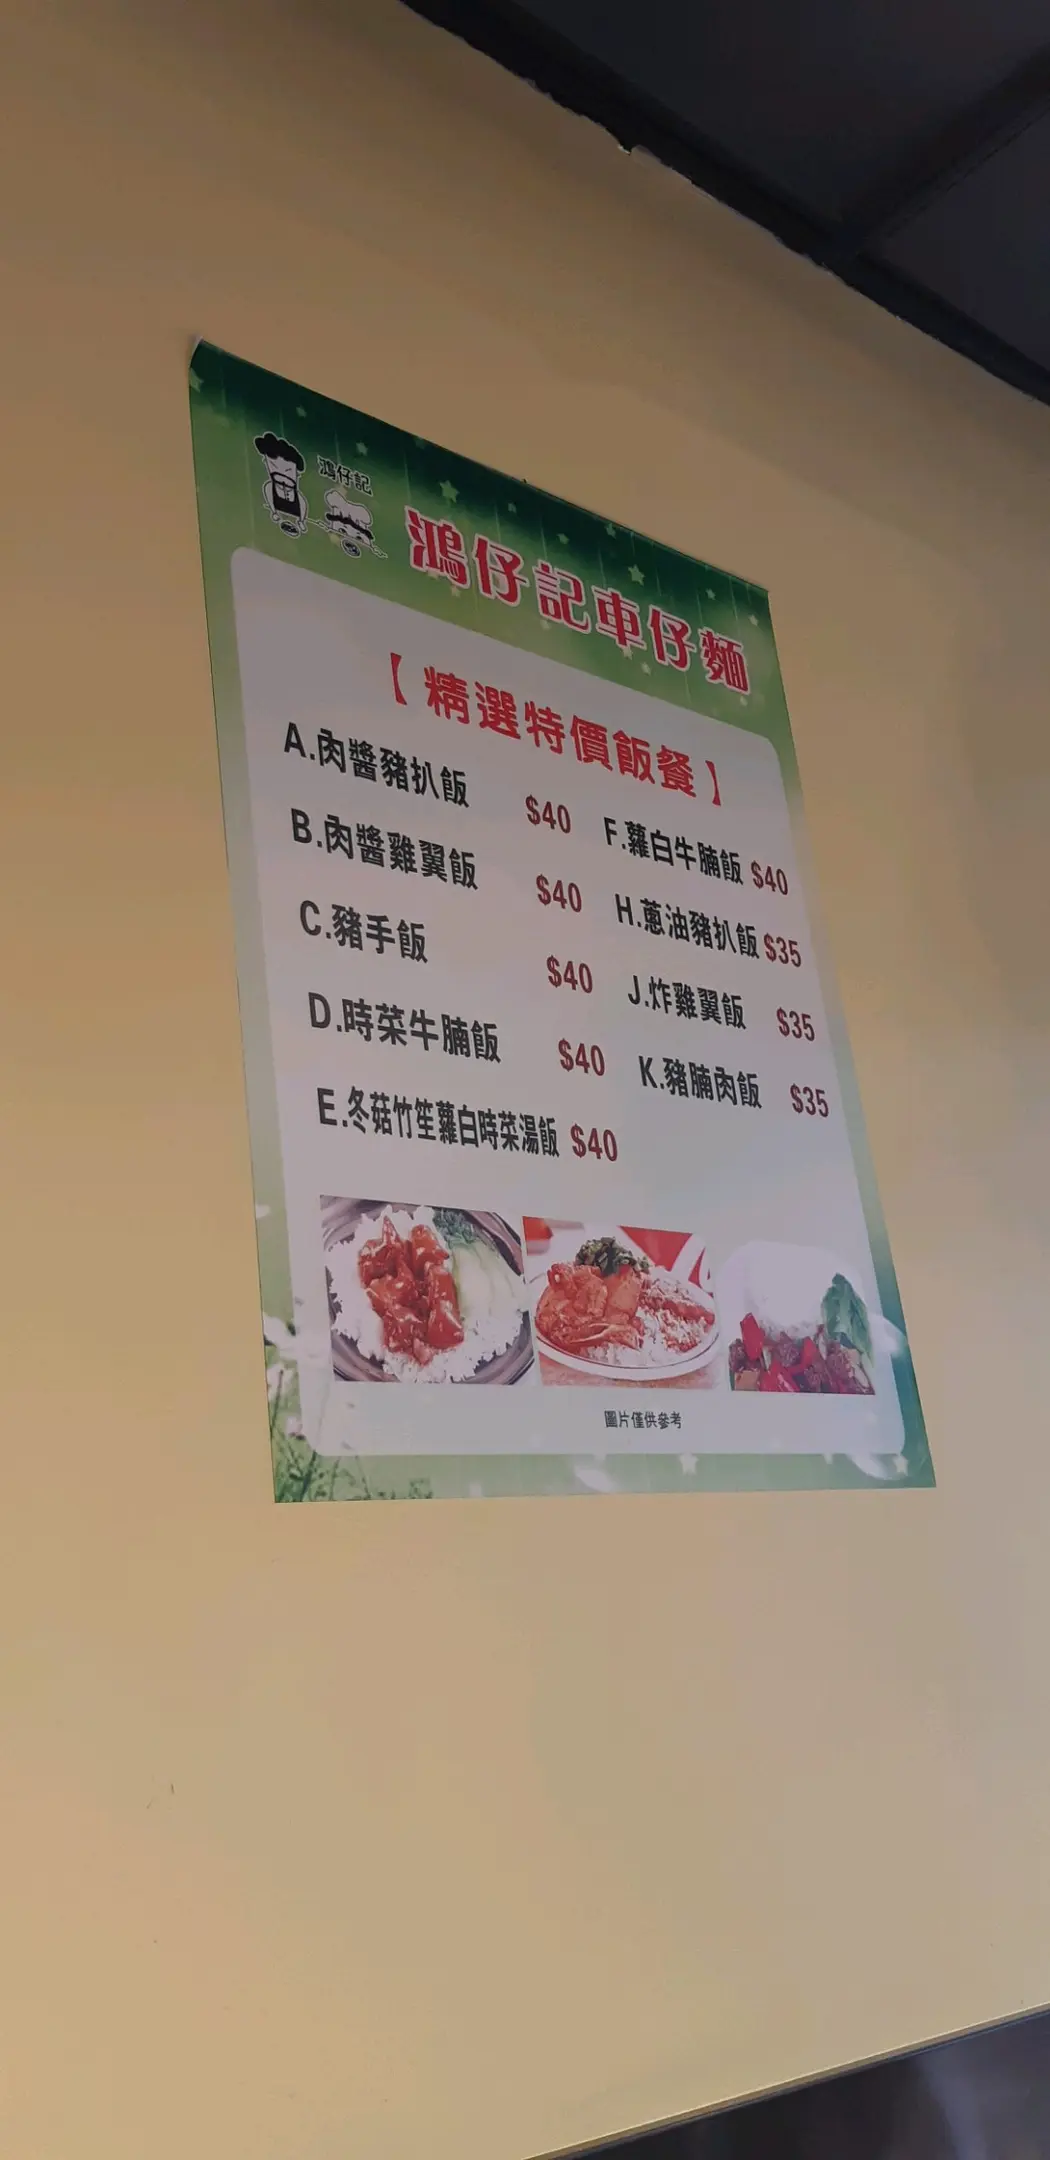 鴻仔記
鴻仔記車仔麵
【精選特價飯餐】
A.肉醬豬扒飯 $40
B.肉醬雞翼飯 $40
C.豬手飯 $40
D.時菜牛腩飯 $40
E.冬菇竹笙蘿白時菜湯飯 $40
F.蘿白牛腩飯 $40
H.蔥油豬扒飯 $35
J.炸雞翼飯 $35
K.豬腩肉飯 $35
圖片僅供參考